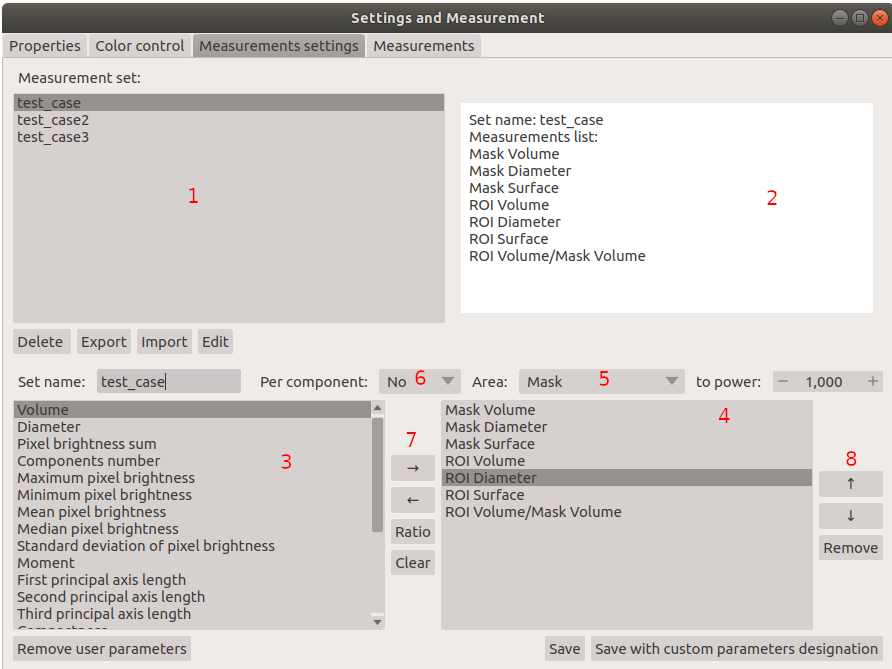 Settings and Measurement
Properties Color control Measurements settings Measurements
Measurement set:
test_case
test_case2
test_case3
1
Set name: test_case
Measurements list:
Mask Volume
Mask Diameter
Mask Surface
ROI Volume
ROI Diameter
ROI Surface
ROI Volume/Mask Volume
2
Delete Export Import Edit
Set name: test_case Per component: No 6 Area: Mask 5 to power: − 1,000 +
Volume
Diameter
Pixel brightness sum
Components number
Maximum pixel brightness
Minimum pixel brightness
Mean pixel brightness
Median pixel brightness
Standard deviation of pixel brightness
Moment
First principal axis length
Second principal axis length
Third principal axis length
3
7
→
←
Ratio
Clear
Mask Volume
Mask Diameter
Mask Surface
ROI Volume
ROI Diameter
ROI Surface
ROI Volume/Mask Volume
4
8
↑
↓
Remove
Remove user parameters Save Save with custom parameters designation